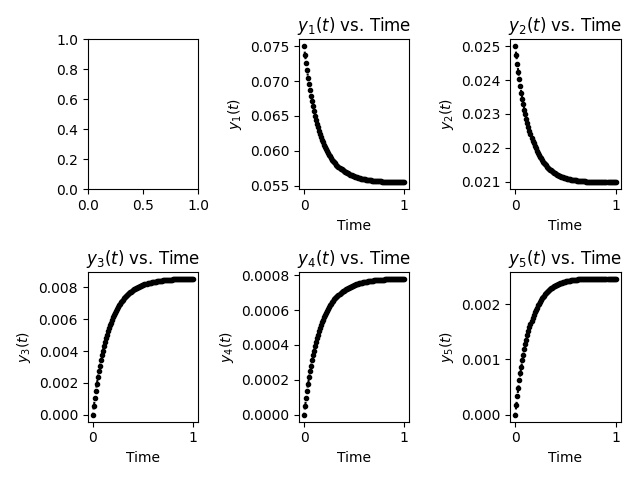 1.0
0.8
0.6
0.4
0.2
0.0
0.0 0.5 1.0
y₁(t) vs. Time
y₁(t)
0.075
0.070
0.065
0.060
0.055
0 1
Time
y₂(t) vs. Time
y₂(t)
0.025
0.024
0.023
0.022
0.021
0 1
Time
y₃(t) vs. Time
y₃(t)
0.008
0.006
0.004
0.002
0.000
0 1
Time
y₄(t) vs. Time
y₄(t)
0.0008
0.0006
0.0004
0.0002
0.0000
0 1
Time
y₅(t) vs. Time
y₅(t)
0.002
0.001
0.000
0 1
Time